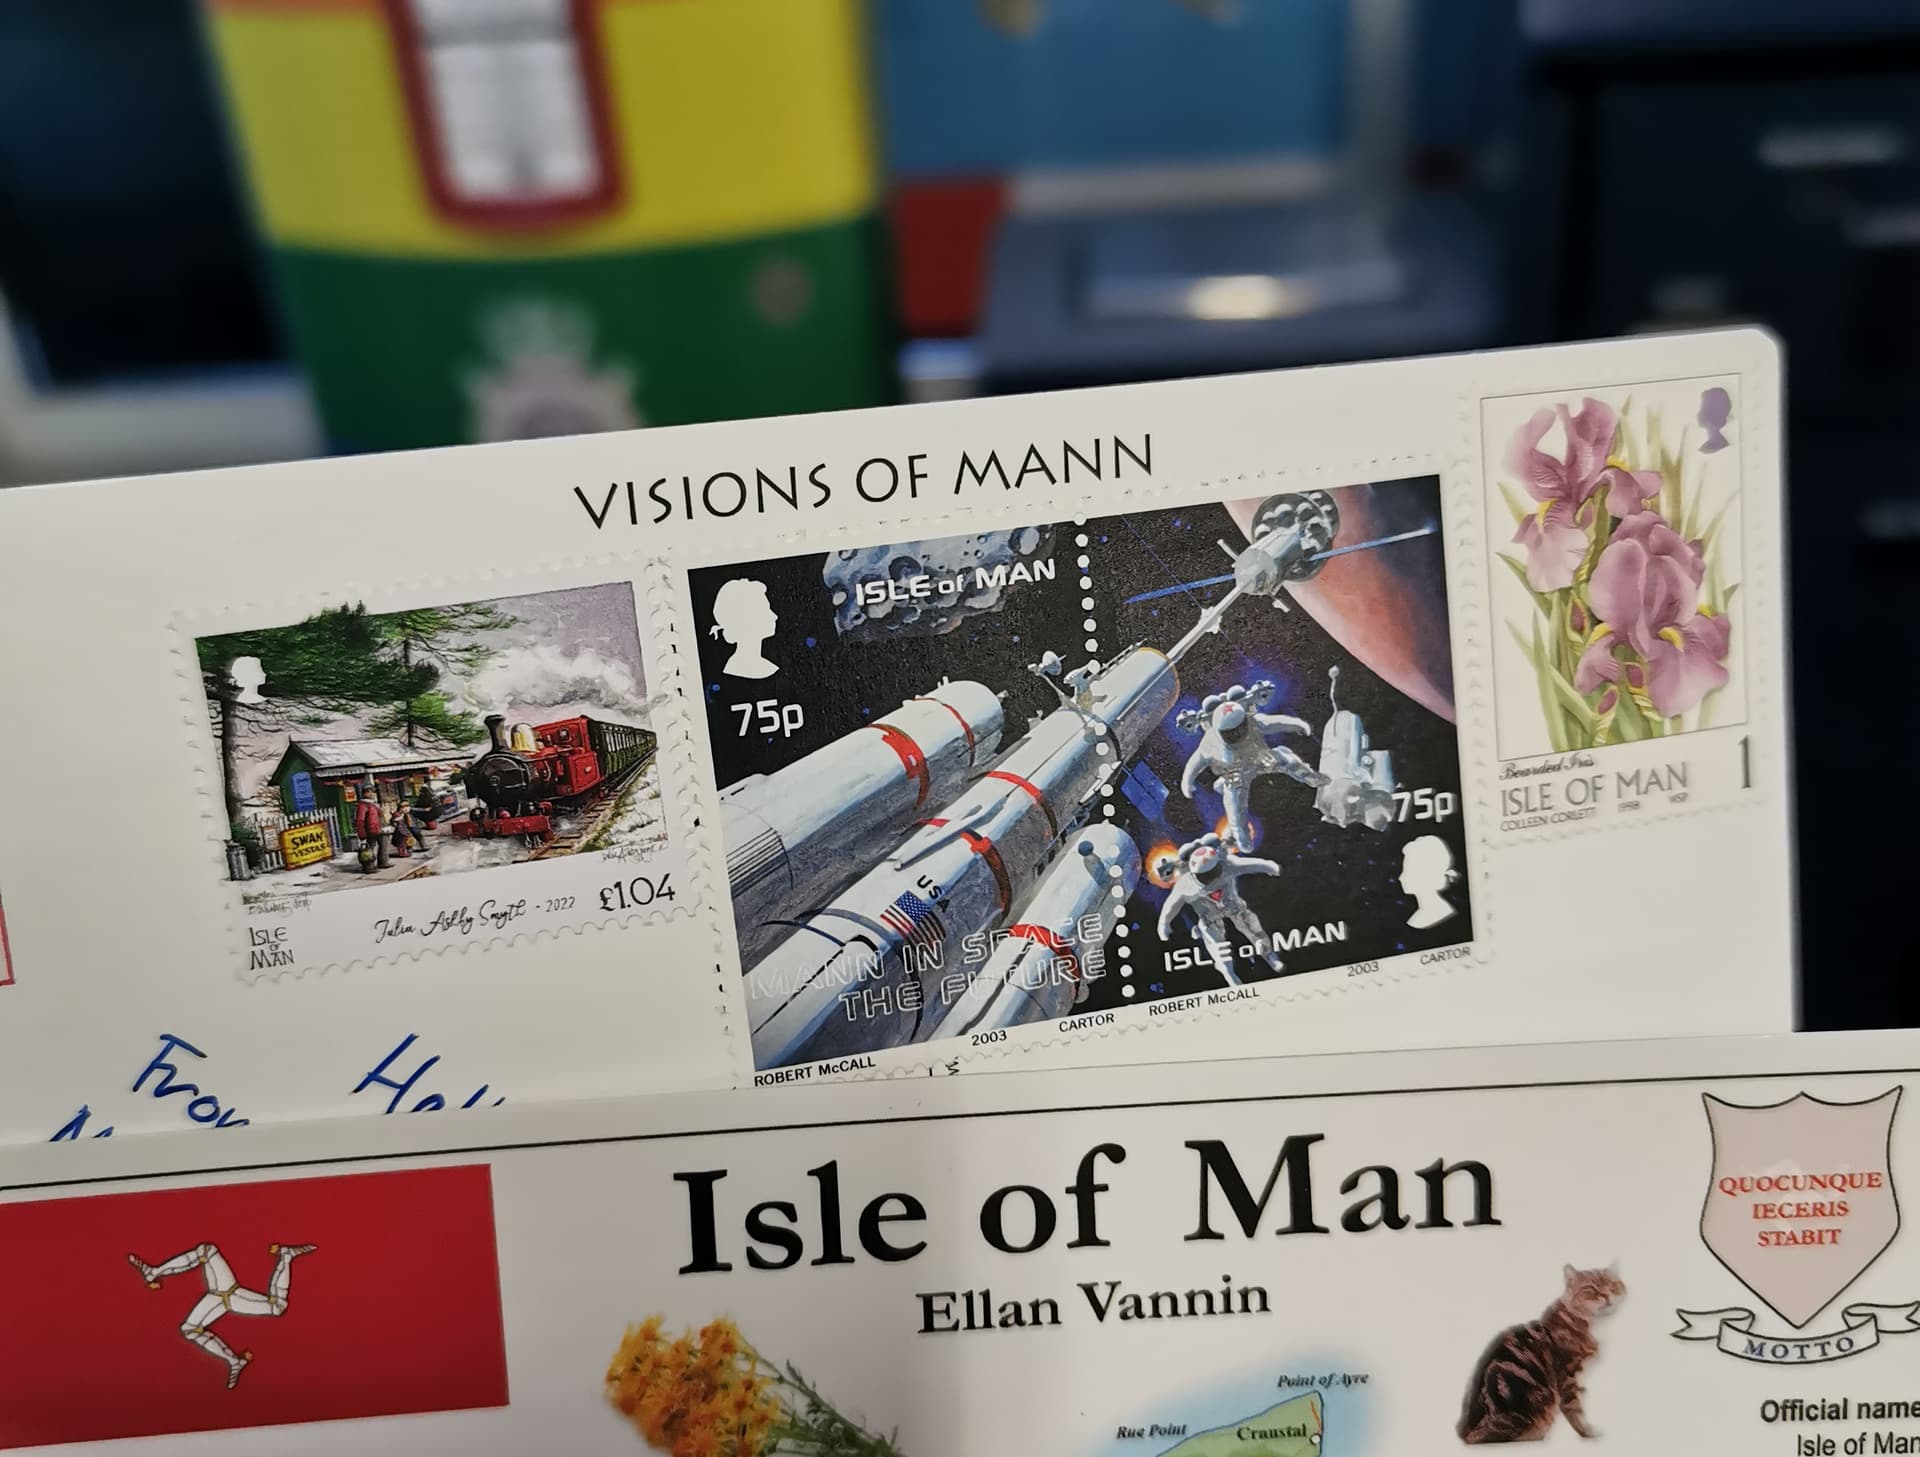 VISIONS OF MANN
SWAN
VESTAS
ISLE
OF
MAN
Julia Ashby Smyth - 2022
£1.04
ISLE of MAN
75p
USA
MANN IN SPACE
THE FUTURE
ROBERT McCALL
2003
CARTOR
75p
ISLE of MAN
ROBERT McCALL
2003
CARTOR
Bearded Iris
ISLE OF MAN
1
COLLEEN CORLETT 1998
From
Isle of Man
Ellan Vannin
QUOCUNQUE
IECERIS
STABIT
MOTTO
Point of Ayre
Rue Point
Cranstal
Official name
Isle of Man